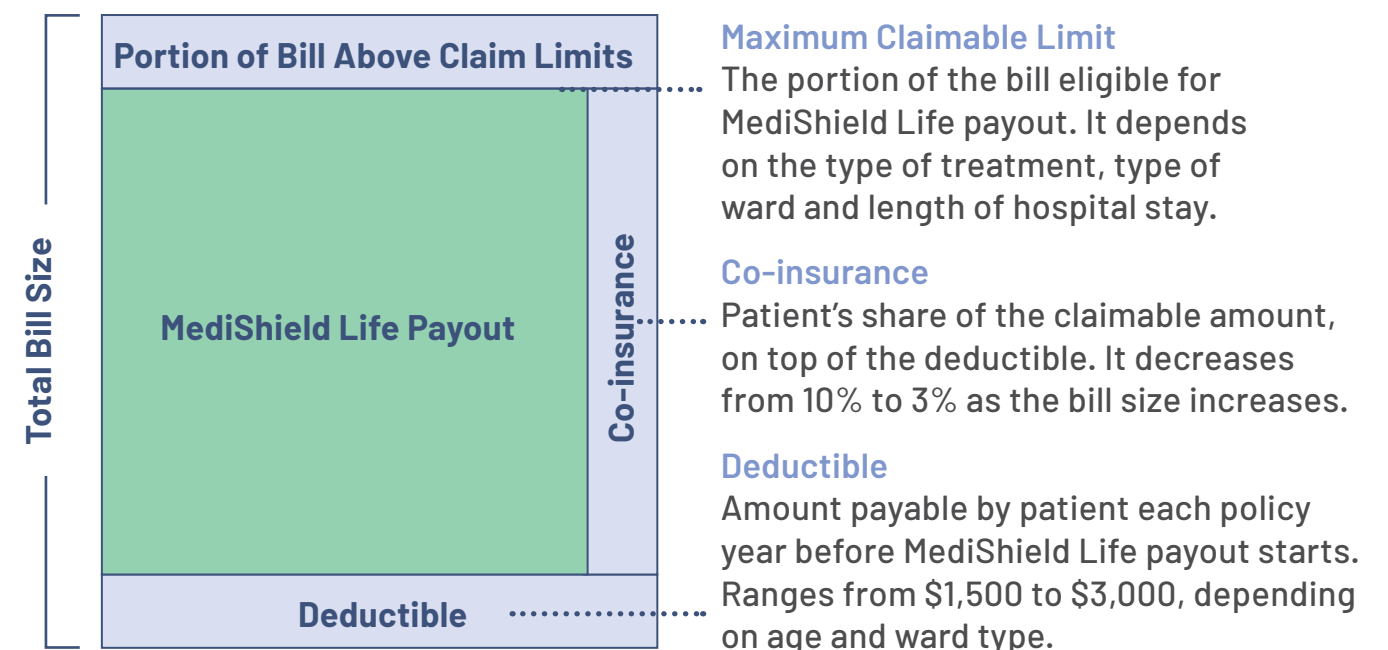 Total Bill Size
Portion of Bill Above Claim Limits
MediShield Life Payout
Co-insurance
Deductible
Maximum Claimable Limit
The portion of the bill eligible for
MediShield Life payout. It depends
on the type of treatment, type of
ward and length of hospital stay.
Co-insurance
Patient’s share of the claimable amount,
on top of the deductible. It decreases
from 10% to 3% as the bill size increases.
Deductible
Amount payable by patient each policy
year before MediShield Life payout starts.
Ranges from $1,500 to $3,000, depending
on age and ward type.